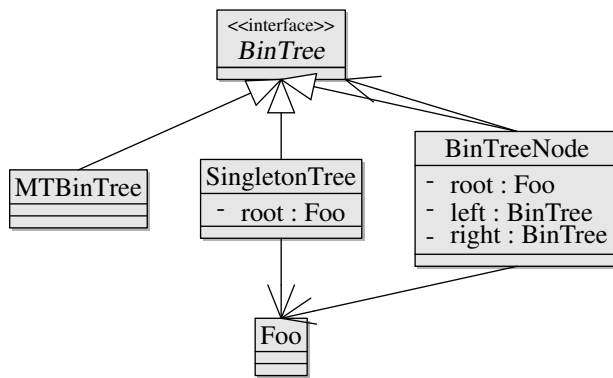 <<interface>>
BinTree
MTBinTree
SingletonTree
- root : Foo
BinTreeNode
- root : Foo
- left : BinTree
- right : BinTree
Foo